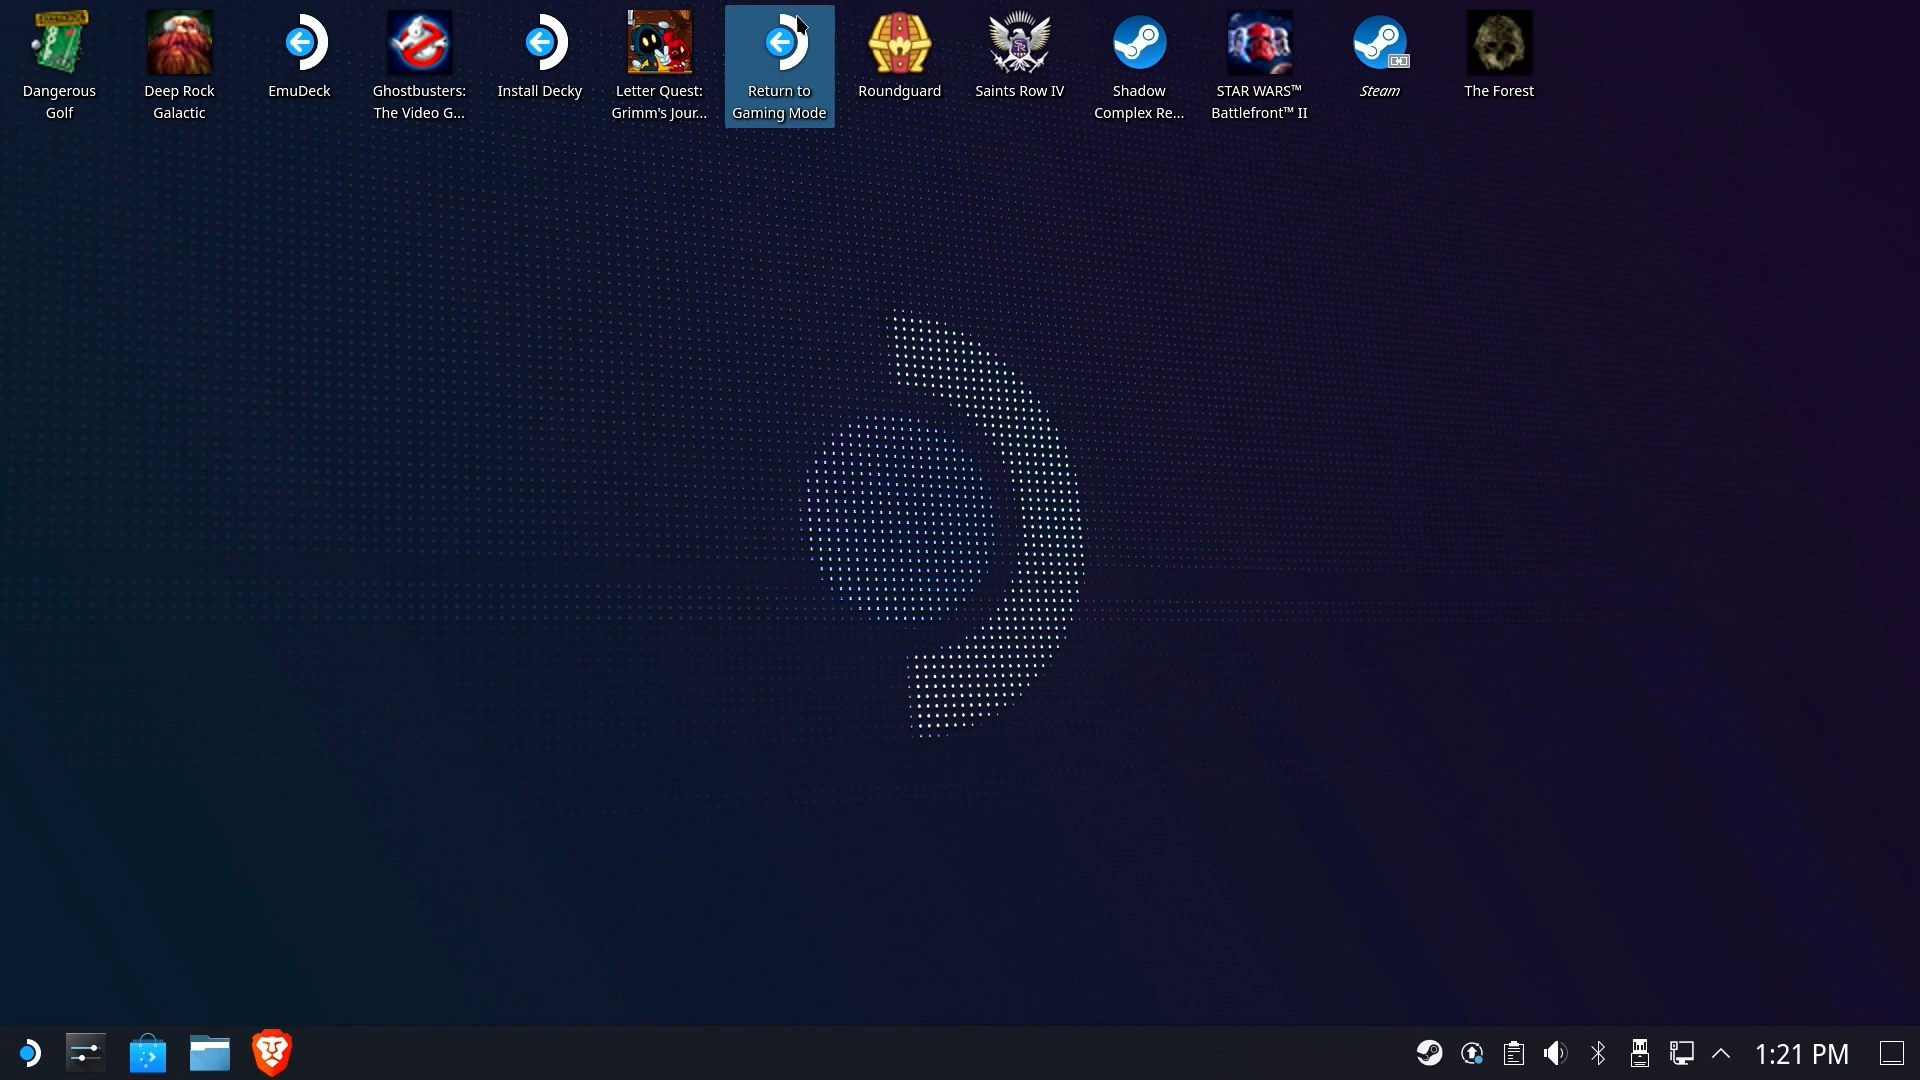 Dangerous
Golf
Deep Rock
Galactic
EmuDeck
Ghostbusters:
The Video G...
Install Decky
Letter Quest:
Grimm's Jour...
Return to
Gaming Mode
Roundguard
Saints Row IV
Shadow
Complex Re...
STAR WARS™
Battlefront™ II
Steam
The Forest
1:21 PM